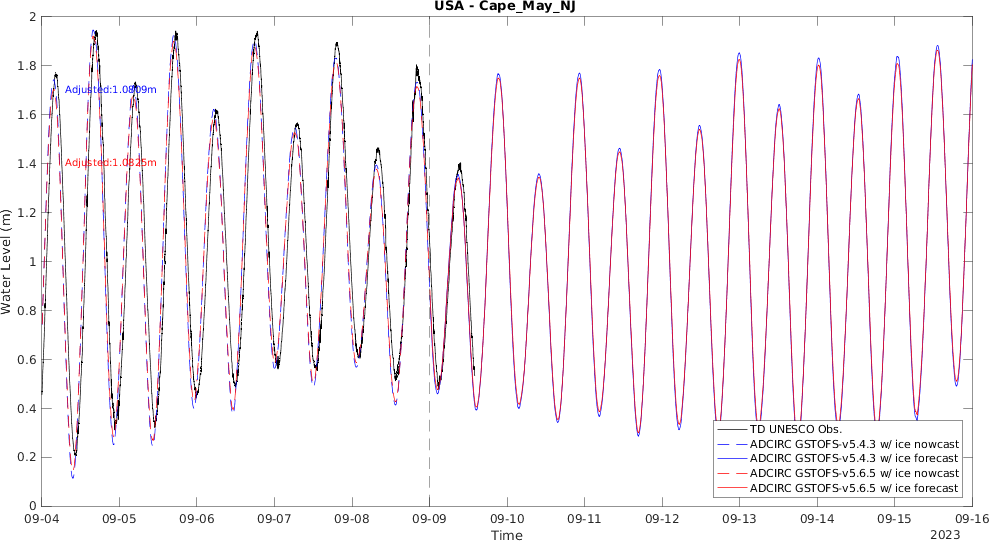 USA - Cape_May_NJ
2
1.8
1.6
1.4
1.2
1
0.8
0.6
0.4
0.2
0
Water Level (m)
Adjusted:1.0809m
Adjusted:1.0825m
TD UNESCO Obs.
ADCIRC GSTOFS-v5.4.3 w/ ice nowcast
ADCIRC GSTOFS-v5.4.3 w/ ice forecast
ADCIRC GSTOFS-v5.6.5 w/ ice nowcast
ADCIRC GSTOFS-v5.6.5 w/ ice forecast
09-04 09-05 09-06 09-07 09-08 09-09 09-10 09-11 09-12 09-13 09-14 09-15 09-16
Time
2023